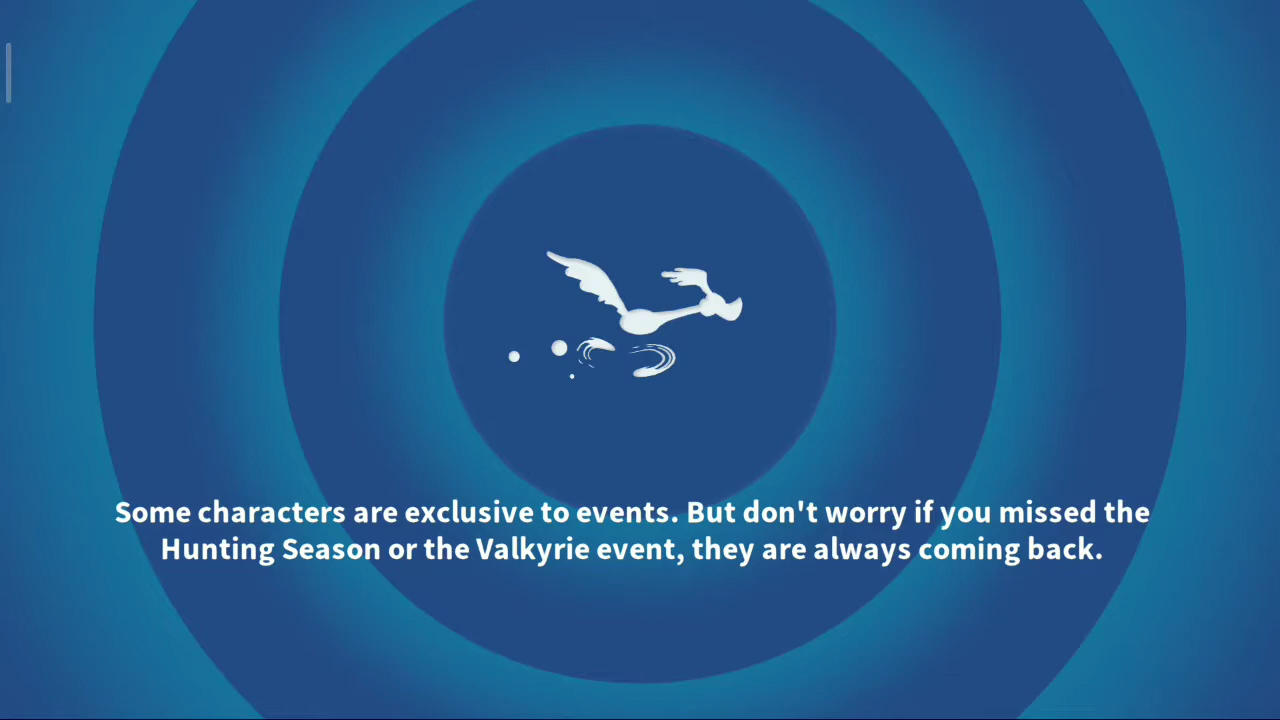 Some characters are exclusive to events. But don't worry if you missed the
Hunting Season or the Valkyrie event, they are always coming back.